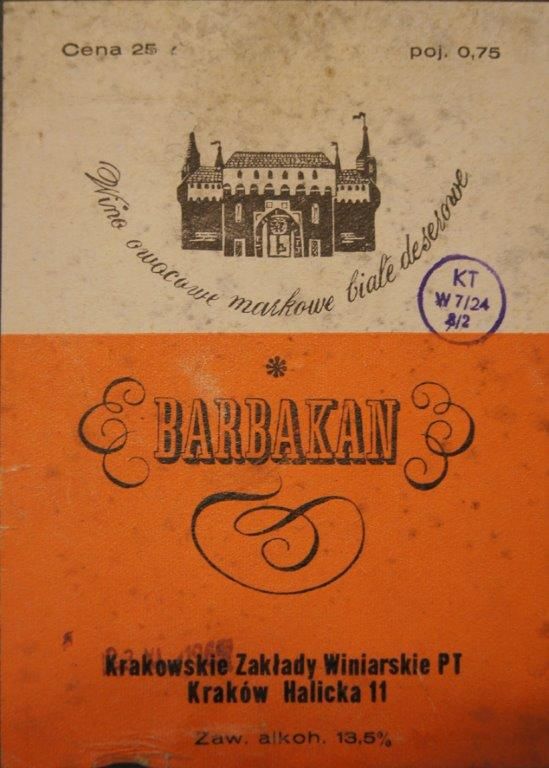 Cena 25 poj. 0,75
Wino owocowe markowe białe deserowe
KT
W 7/24
8/2
BARBAKAN
Krakowskie Zakłady Winiarskie PT
Kraków Halicka 11
Zaw. alkoh. 13,5%